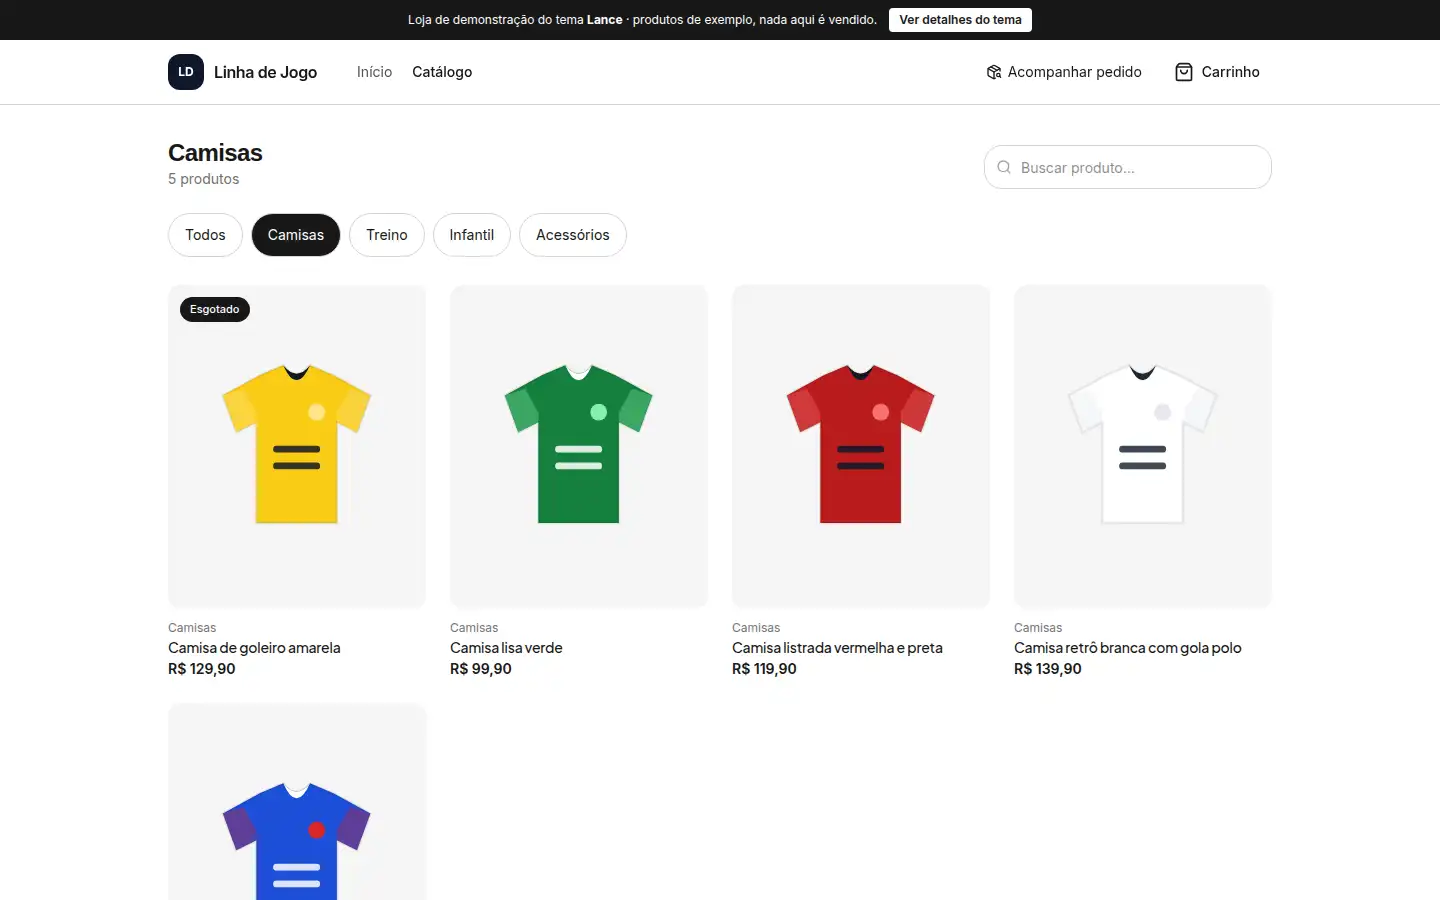 Loja de demonstração do tema Lance · produtos de exemplo, nada aqui é vendido. Ver detalhes do tema
LD Linha de Jogo Início Catálogo Acompanhar pedido Carrinho
Camisas
5 produtos
Buscar produto...
Todos Camisas Treino Infantil Acessórios
Esgotado
Camisas
Camisa de goleiro amarela
R$ 129,90
Camisas
Camisa lisa verde
R$ 99,90
Camisas
Camisa listrada vermelha e preta
R$ 119,90
Camisas
Camisa retrô branca com gola polo
R$ 139,90